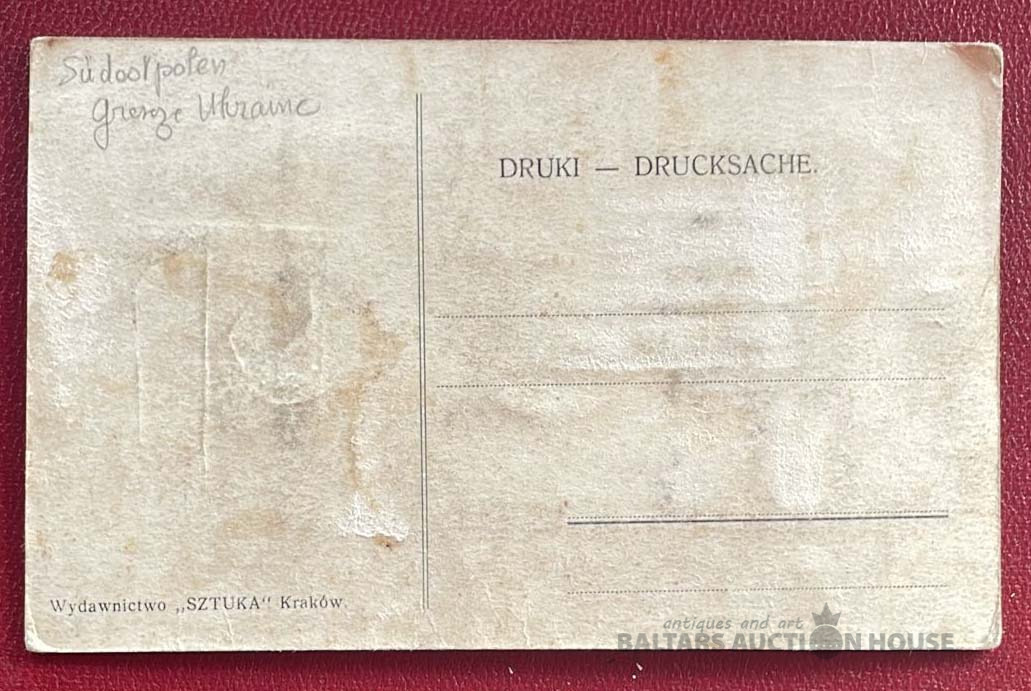 Südostpolen
Grenze Ukraine
DRUKI — DRUCKSACHE.
Wydawnictwo „SZTUKA“ Kraków.
antiques and art
BALTARS AUCTION HOUSE